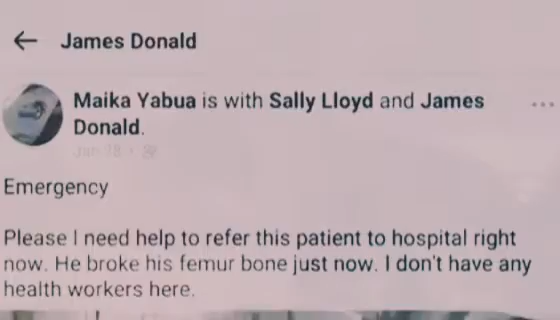 James Donald
Maika Yabua is with Sally Lloyd and James
Donald.
Emergency
Please I need help to refer this patient to hospital right
now. He broke his femur bone just now. I don't have any
health workers here.